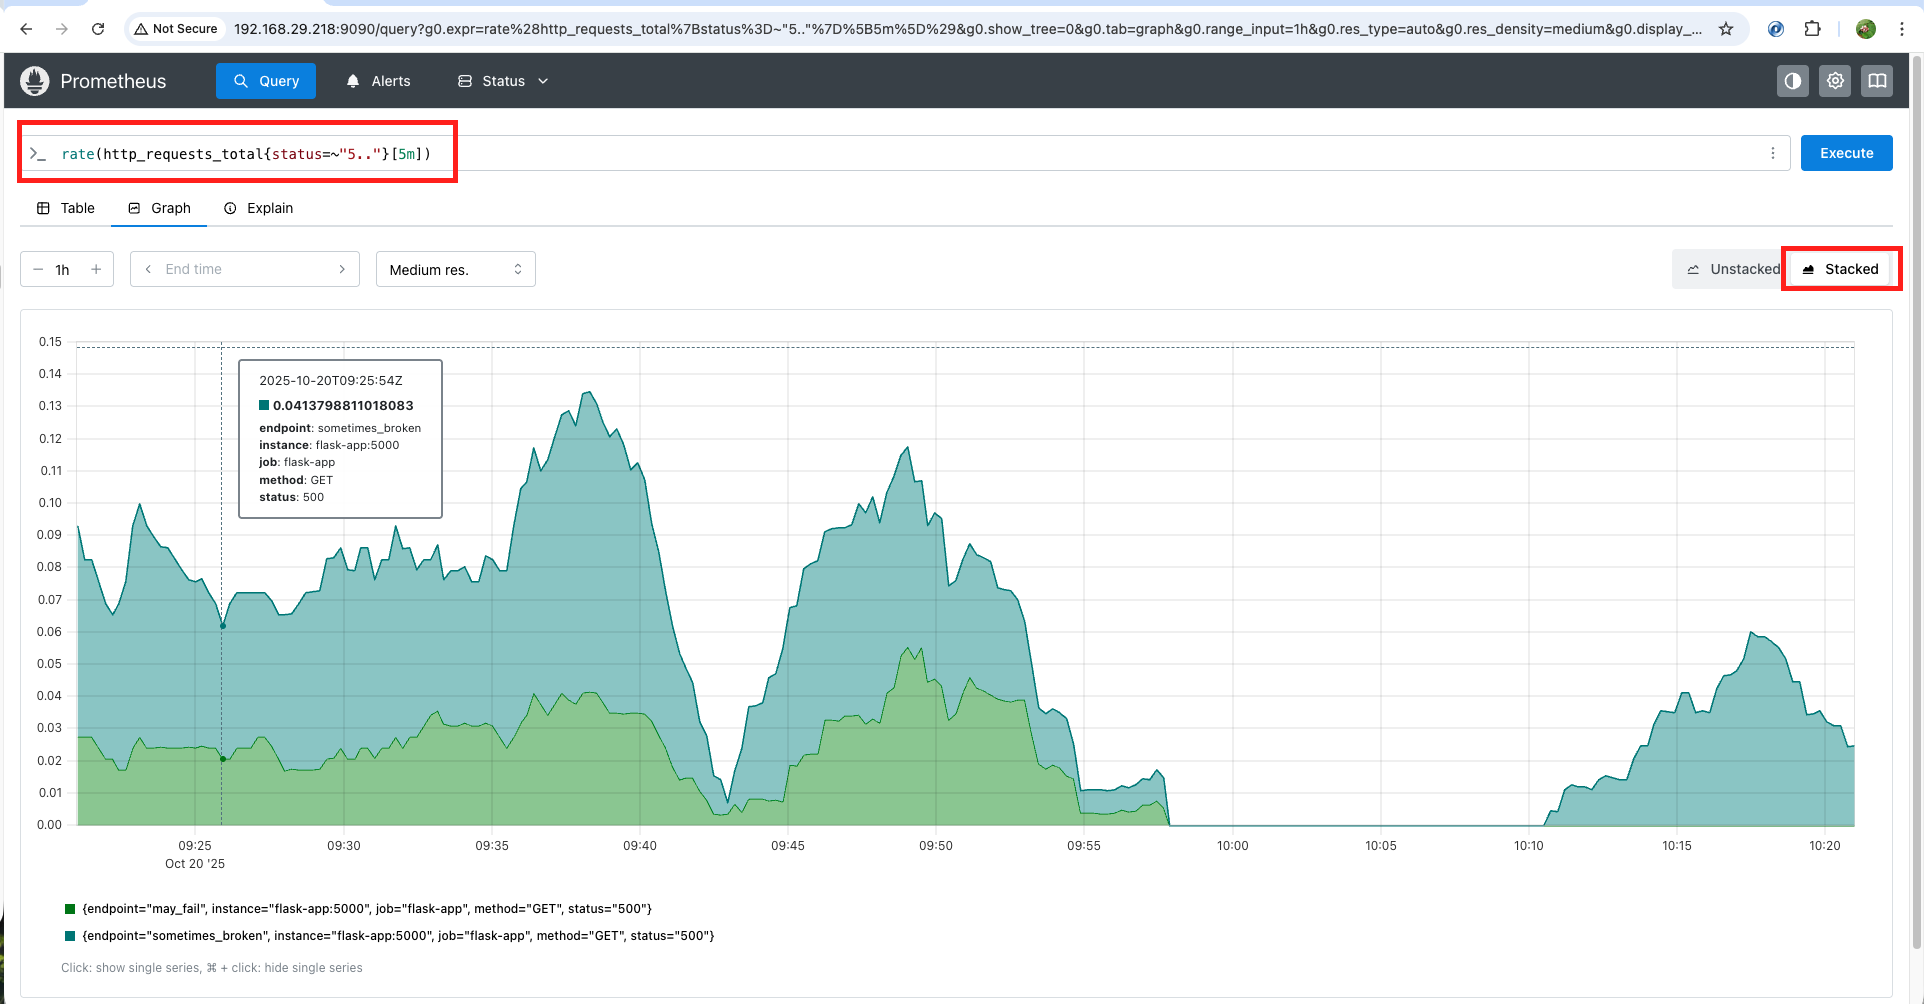 Not Secure 192.168.29.218:9090/query?g0.expr=rate%28http_requests_total%7Bstatus%3D~"5.."%7D%5B5m%5D%29&g0.show_tree=0&g0.tab=graph&g0.range_input=1h&g0.res_type=auto&g0.res_density=medium&g0.display_...
Prometheus Query Alerts Status
>_ rate(http_requests_total{status=~"5.."}[5m]) Execute
Table Graph Explain
− 1h + < End time > Medium res. Unstacked Stacked
0.15
0.14
0.13
0.12
0.11
0.10
0.09
0.08
0.07
0.06
0.05
0.04
0.03
0.02
0.01
0.00
2025-10-20T09:25:54Z
0.0413798811018083
endpoint: sometimes_broken
instance: flask-app:5000
job: flask-app
method: GET
status: 500
09:25 09:30 09:35 09:40 09:45 09:50 09:55 10:00 10:05 10:10 10:15 10:20
Oct 20 '25
{endpoint="may_fail", instance="flask-app:5000", job="flask-app", method="GET", status="500"}
{endpoint="sometimes_broken", instance="flask-app:5000", job="flask-app", method="GET", status="500"}
Click: show single series, ⌘ + click: hide single series